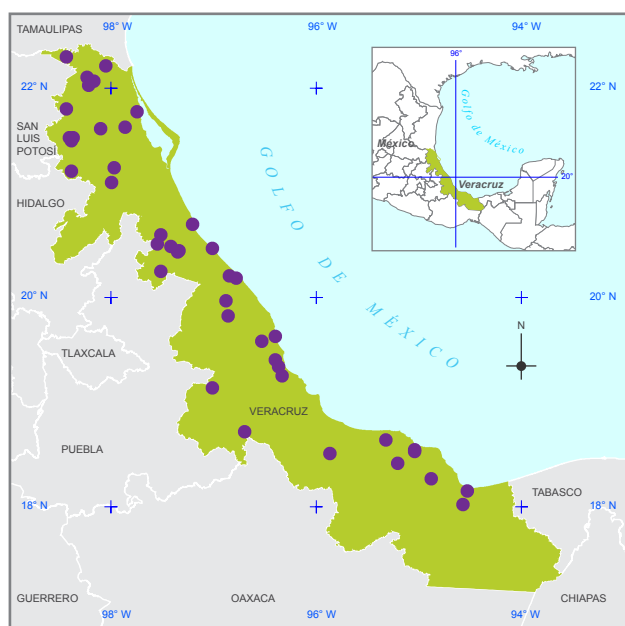 TAMAULIPAS
98° W
96° W
94° W
22° N
22° N
96°
Golfo de México
México
20°
Veracruz
SAN
LUIS
POTOSÍ
HIDALGO
GOLFO DE MÉXICO
20° N
20° N
N
TLAXCALA
VERACRUZ
PUEBLA
TABASCO
18° N
18° N
GUERRERO
OAXACA
CHIAPAS
98° W
96° W
94° W